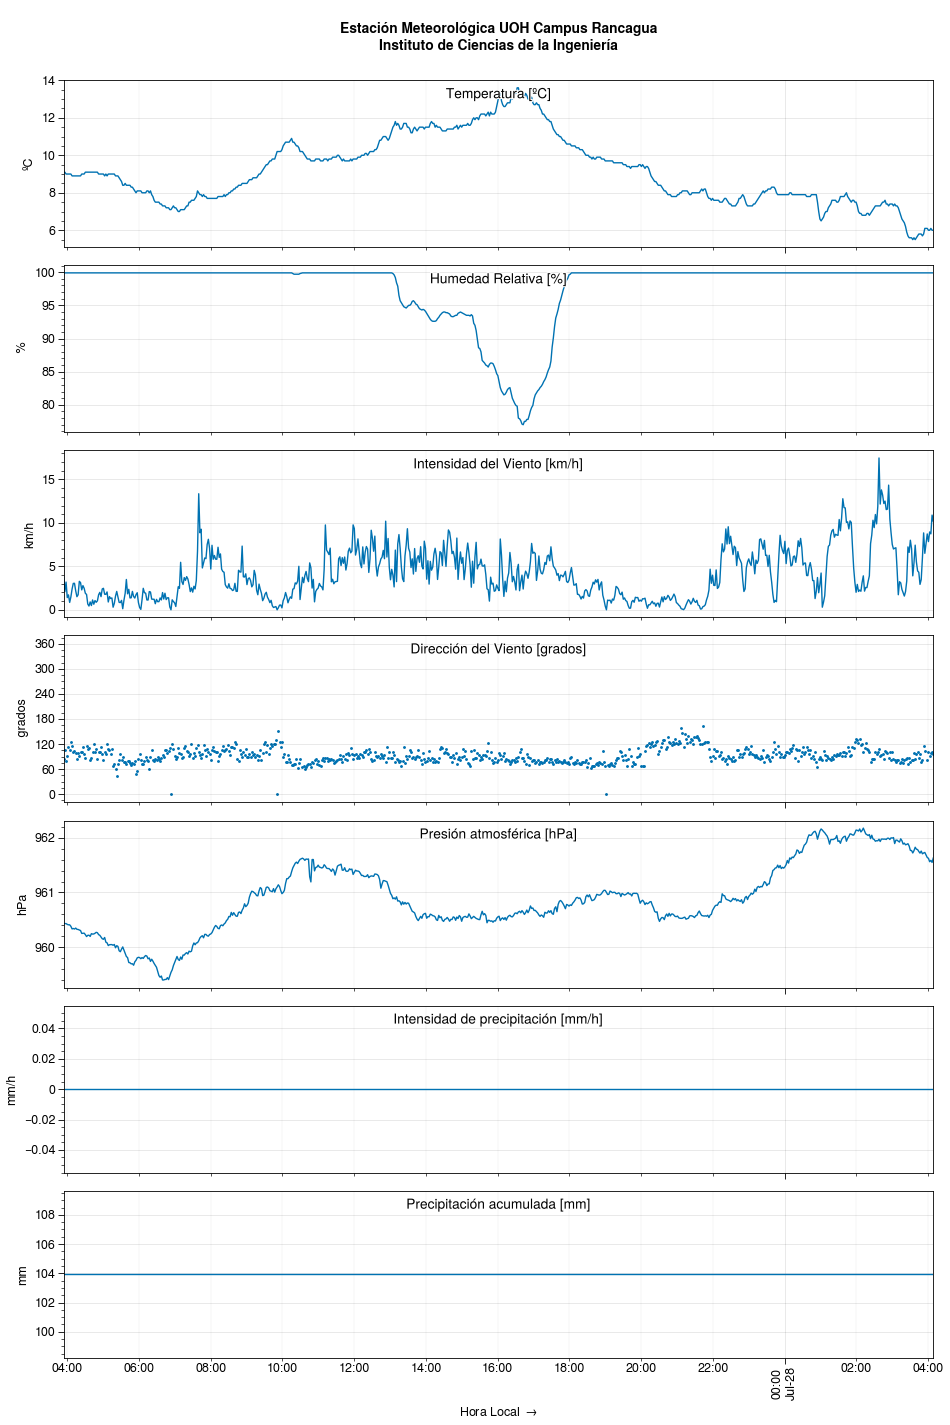 Estación Meteorológica UOH Campus Rancagua
Instituto de Ciencias de la Ingeniería
Temperatura [ºC]
14
12
10
8
6
ºC
Humedad Relativa [%]
100
95
90
85
80
%
Intensidad del Viento [km/h]
15
10
5
0
km/h
Dirección del Viento [grados]
360
300
240
180
120
60
0
grados
Presión atmosférica [hPa]
962
961
960
hPa
Intensidad de precipitación [mm/h]
0.04
0.02
0
−0.02
−0.04
mm/h
Precipitación acumulada [mm]
108
106
104
102
100
mm
04:00 06:00 08:00 10:00 12:00 14:00 16:00 18:00 20:00 22:00 00:00 02:00 04:00
Jul-28
Hora Local →